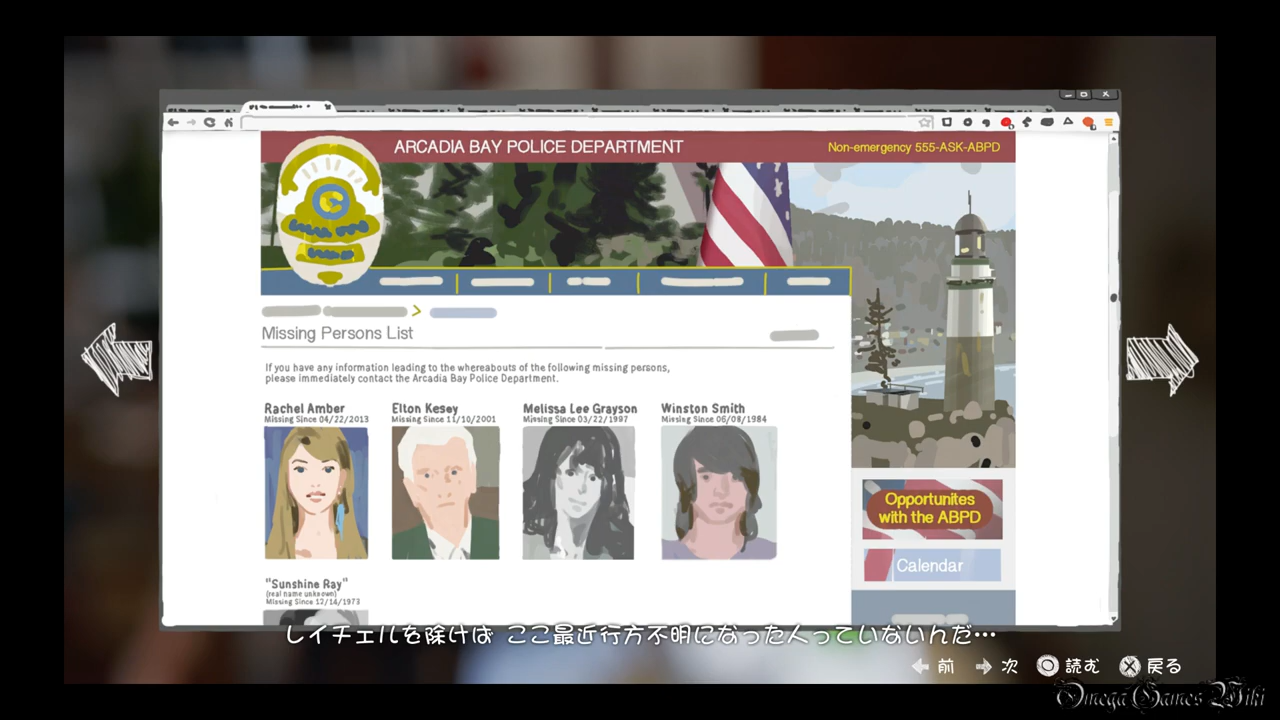 ARCADIA BAY POLICE DEPARTMENT
Non-emergency 555-ASK-ABPD
Missing Persons List
If you have any information leading to the whereabouts of the following missing persons,
please immediately contact the Arcadia Bay Police Department.
Rachel Amber
Missing Since 04/22/2013
Elton Kesey
Missing Since 11/10/2001
Melissa Lee Grayson
Missing Since 03/22/1997
Winston Smith
Missing Since 06/08/1984
"Sunshine Ray"
(real name unknown)
Missing Since 12/14/1973
Opportunites
with the ABPD
Calendar
レイチェルを除けば ここ最近行方不明になった人っていないんだ…
前 次 読む 戻る
Omega Games Wiki